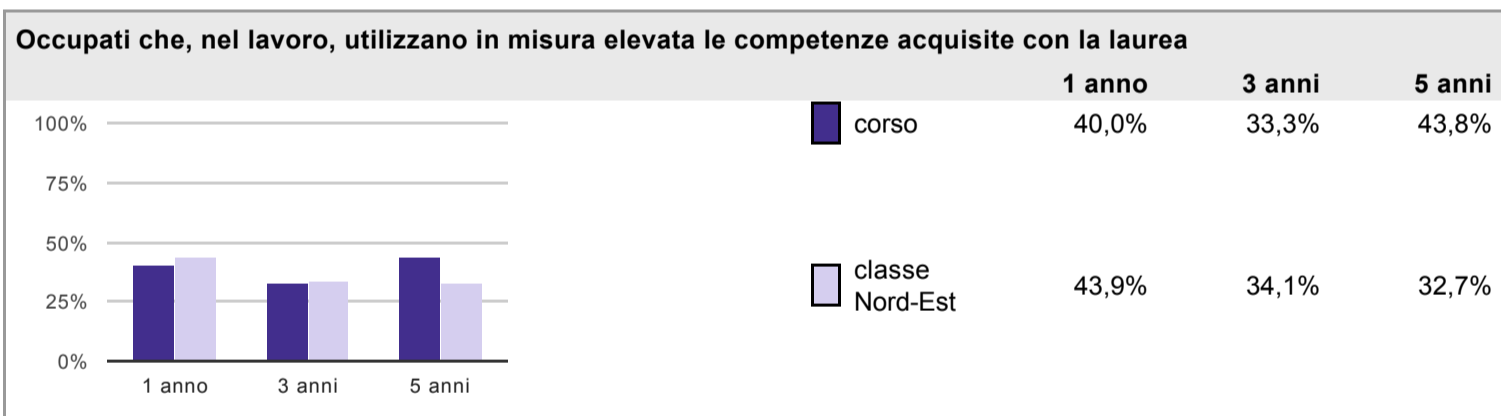 Occupati che, nel lavoro, utilizzano in misura elevata le competenze acquisite con la laurea
1 anno 3 anni 5 anni
100%
75%
50%
25%
0%
1 anno 3 anni 5 anni
corso 40,0% 33,3% 43,8%
classe
Nord-Est 43,9% 34,1% 32,7%